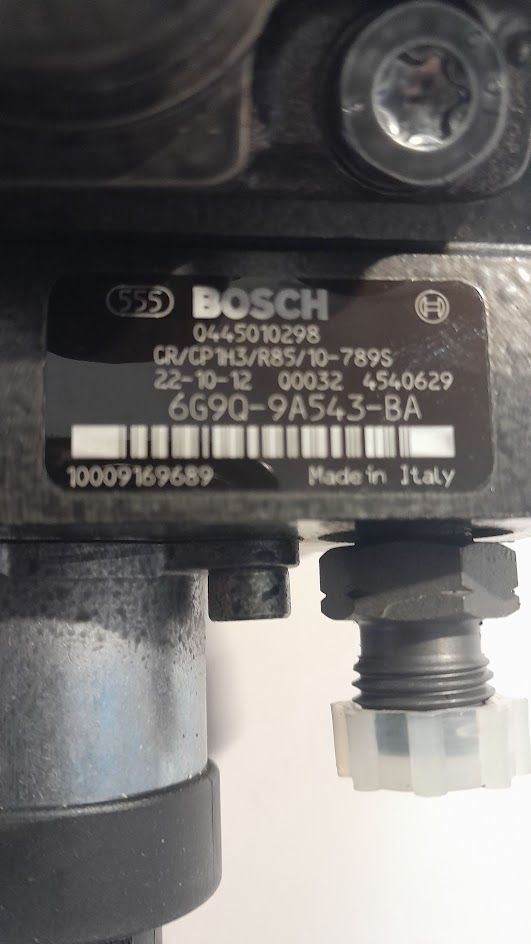 555 BOSCH
0445010298
CR/CP1H3/R85/10-789S
22-10-12 00032 4540629
6G9Q-9A543-BA
10009169689 Made in Italy